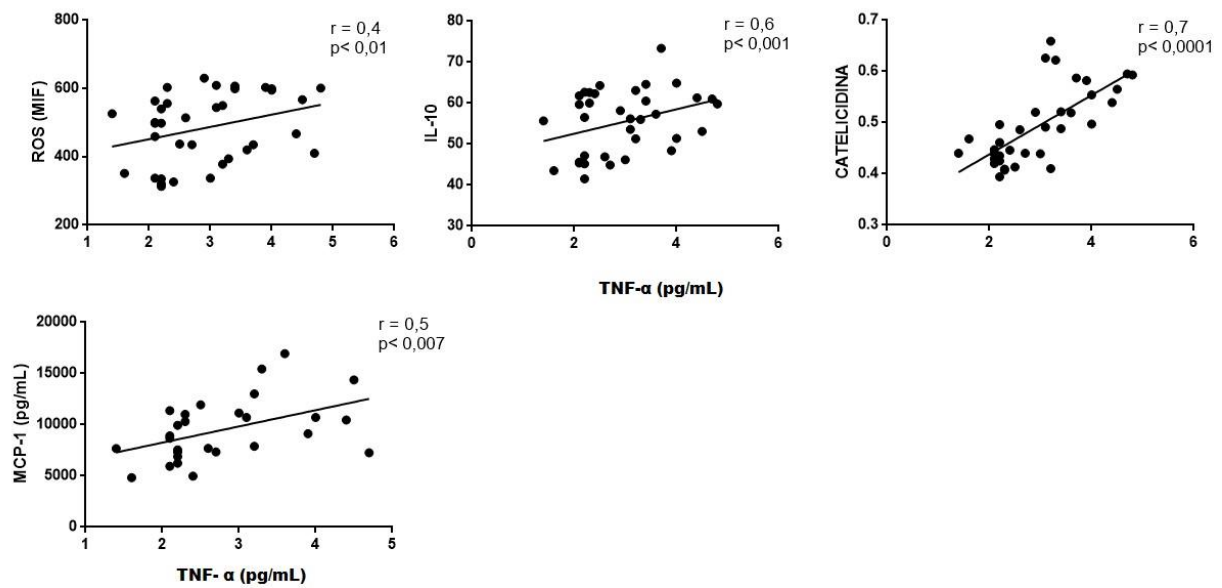 r = 0,4
p< 0,01
ROS (MIF)
800
600
400
200
1
2
3
4
5
6
r = 0,6
p< 0,001
IL-10
80
70
60
50
40
30
0
2
4
6
r = 0,7
p< 0,0001
CATELICIDINA
0.7
0.6
0.5
0.4
0.3
0
2
4
6
TNF-α (pg/mL)
r = 0,5
p< 0,007
MCP-1 (pg/mL)
20000
15000
10000
5000
0
1
2
3
4
5
TNF- α (pg/mL)